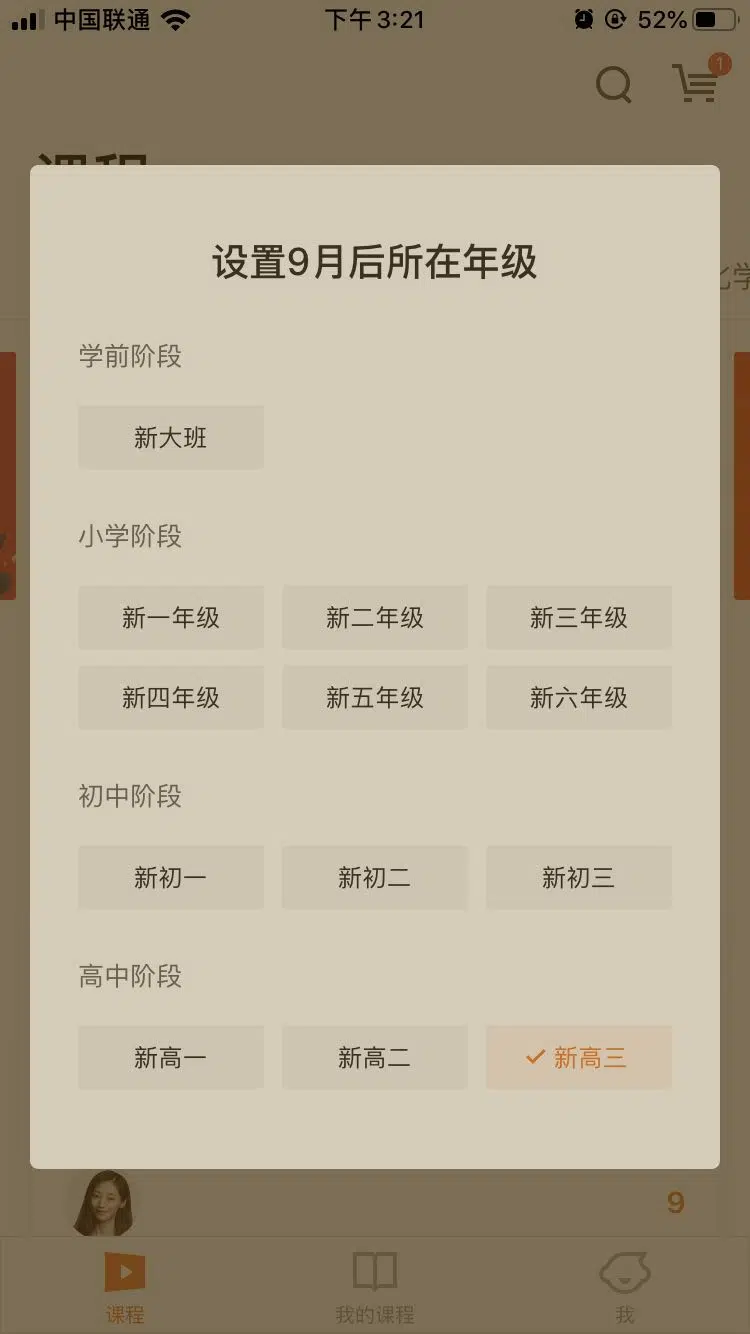 中国联通 下午3:21 52%
1
课程
化学
设置9月后所在年级
学前阶段
新大班
小学阶段
新一年级 新二年级 新三年级
新四年级 新五年级 新六年级
初中阶段
新初一 新初二 新初三
高中阶段
新高一 新高二 新高三
9
课程 我的课程 我